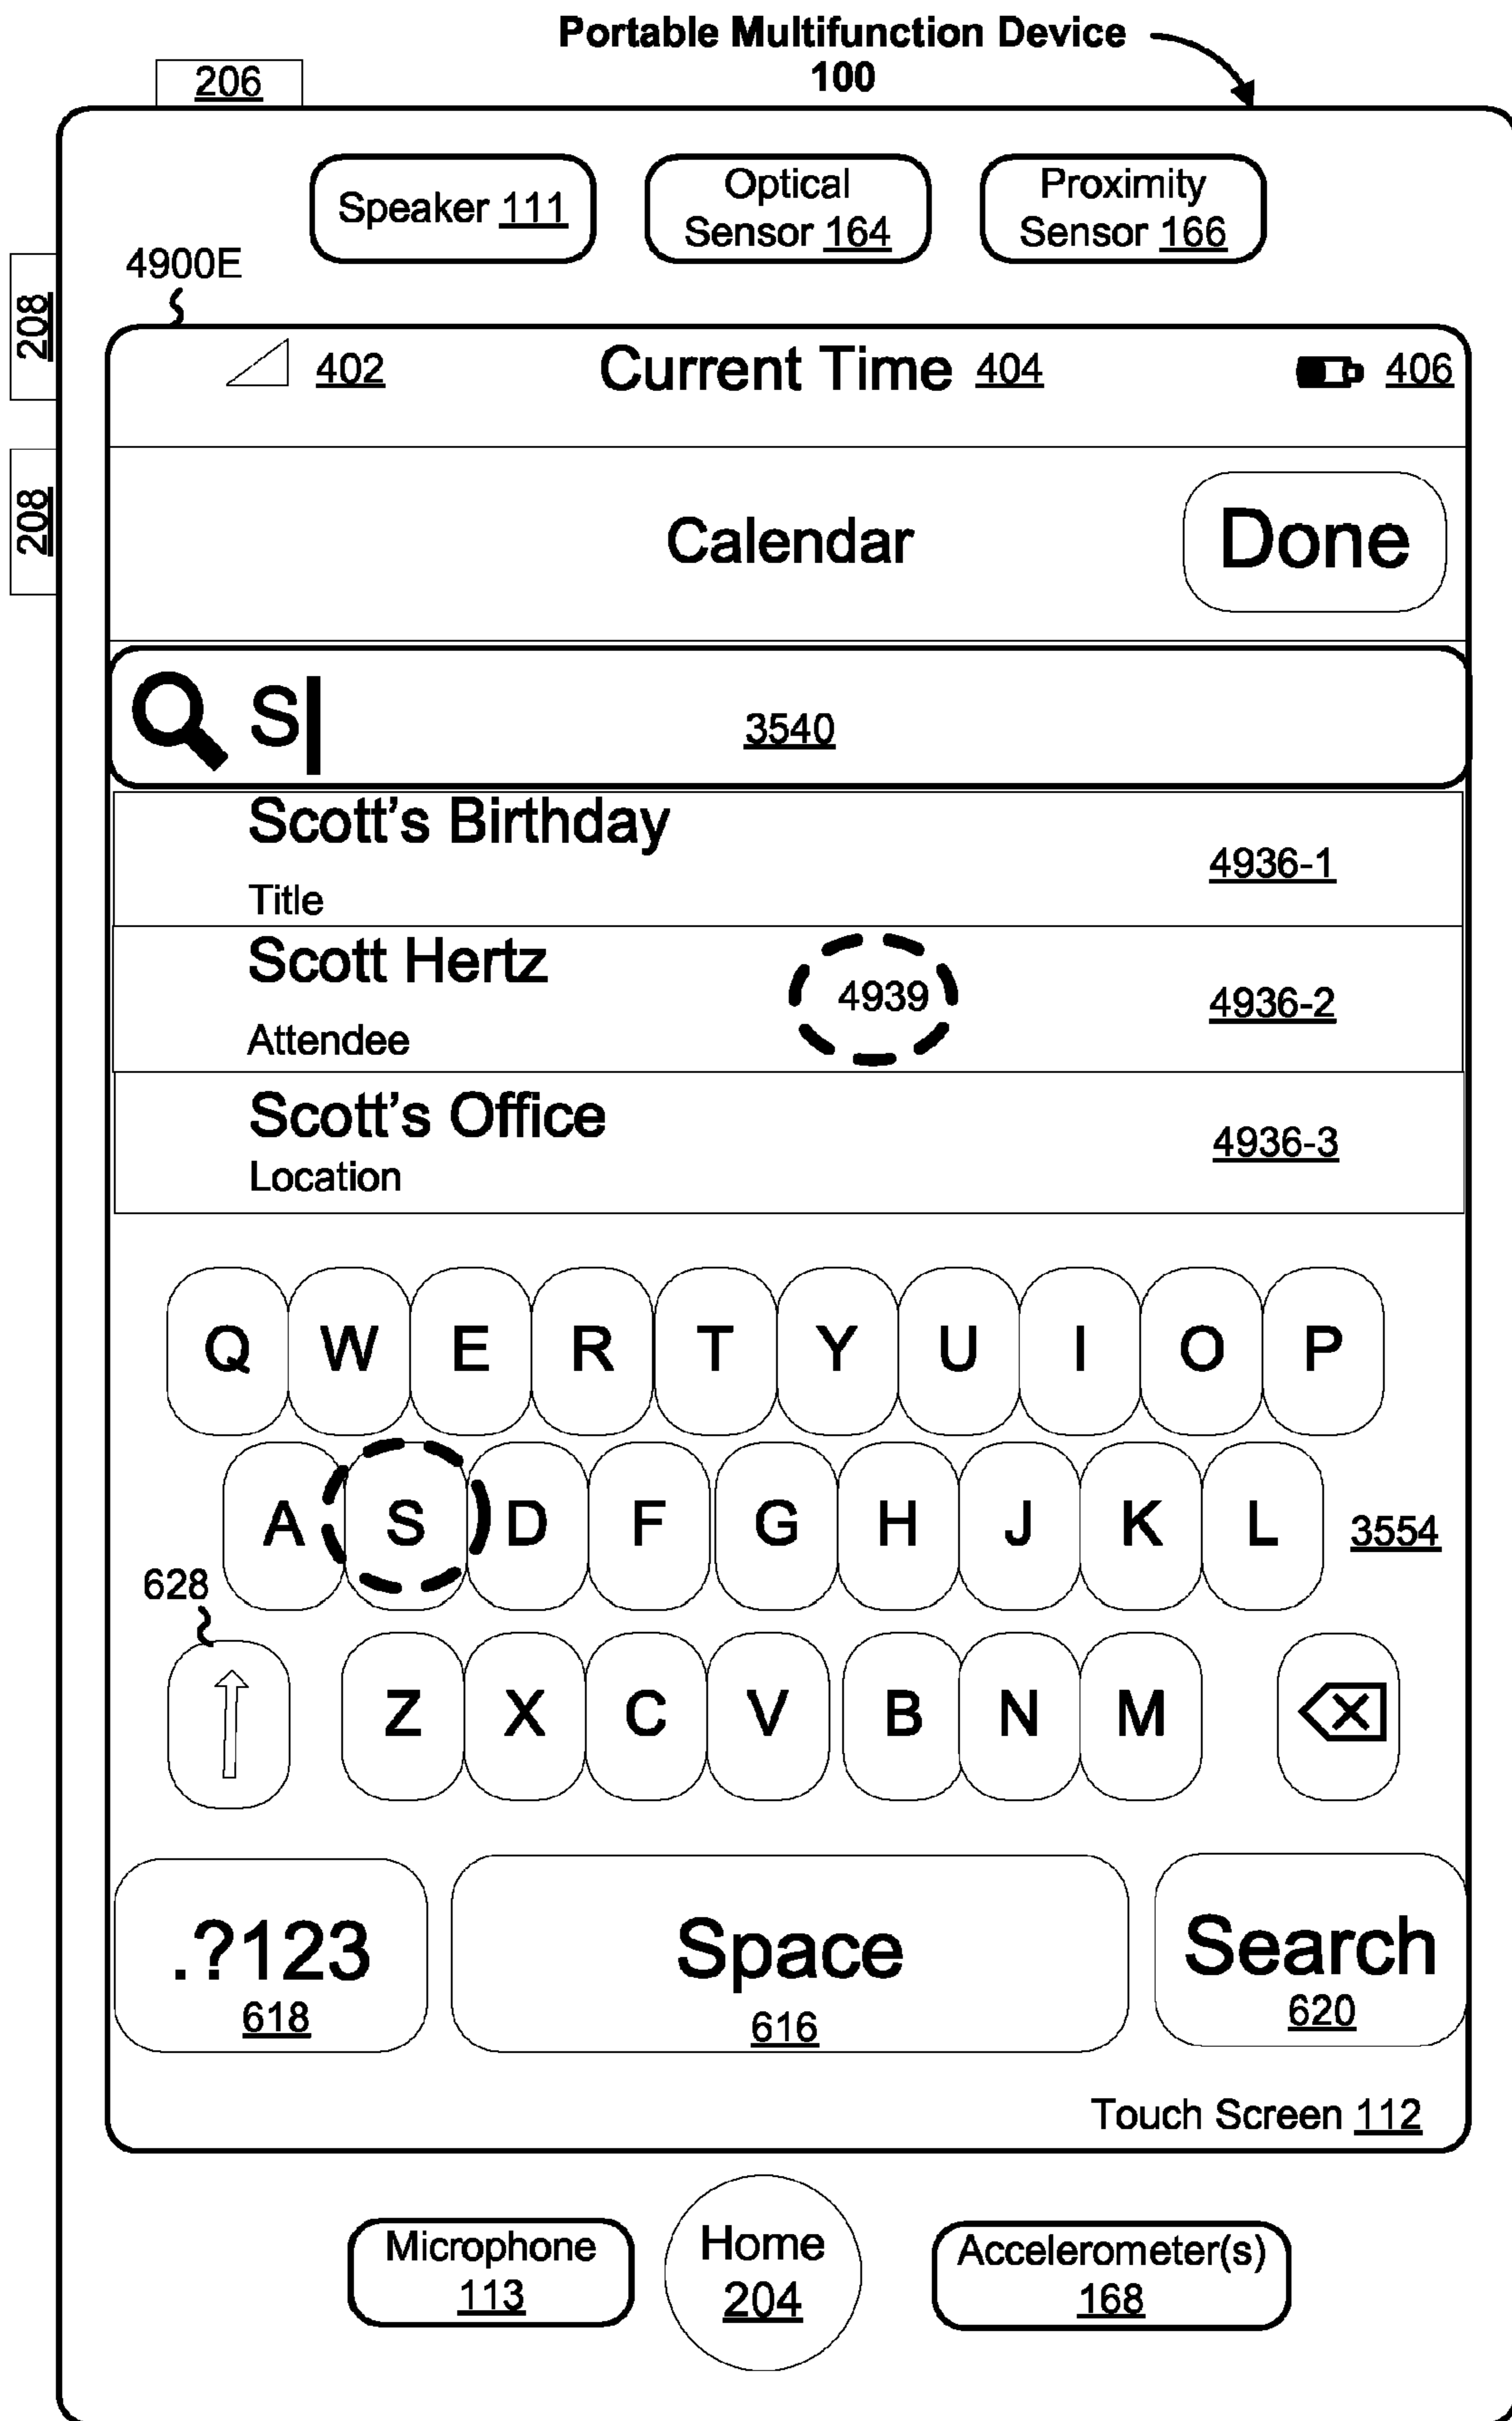 Portable Multifunction Device
100
206
Speaker 111
Optical
Sensor 164
Proximity
Sensor 166
4900E
208
208
402
Current Time 404
406
Calendar
Done
S
3540
Scott's Birthday
Title
4936-1
Scott Hertz
Attendee
4939
4936-2
Scott's Office
Location
4936-3
Q W E R T Y U I O P
A S D F G H J K L
3554
628
Z X C V B N M
.?123
618
Space
616
Search
620
Touch Screen 112
Microphone
113
Home
204
Accelerometer(s)
168